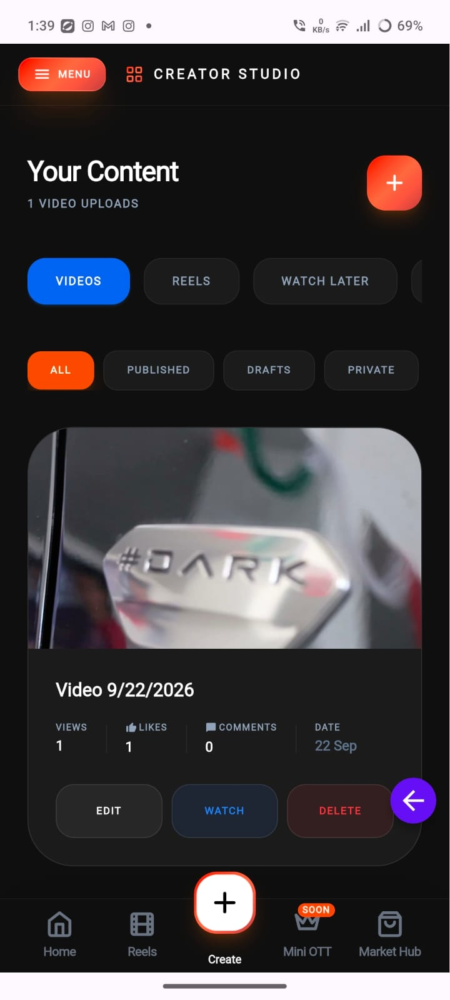 1:39
0
KB/s
69%
MENU
CREATOR STUDIO
Your Content
1 VIDEO UPLOADS
VIDEOS
REELS
WATCH LATER
ALL
PUBLISHED
DRAFTS
PRIVATE
#DARK
Video 9/22/2026
VIEWS
1
LIKES
1
COMMENTS
0
DATE
22 Sep
EDIT
WATCH
DELETE
Home
Reels
Create
SOON
Mini OTT
Market Hub